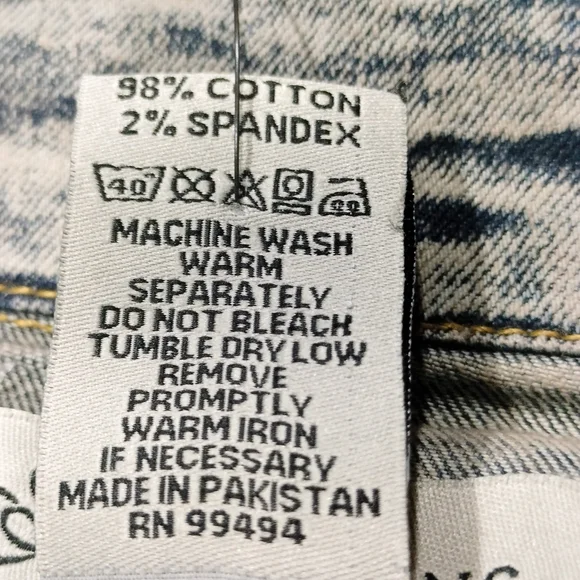 98% COTTON
2% SPANDEX
40
MACHINE WASH
WARM
SEPARATELY
DO NOT BLEACH
TUMBLE DRY LOW
REMOVE
PROMPTLY
WARM IRON
IF NECESSARY
MADE IN PAKISTAN
RN 99494